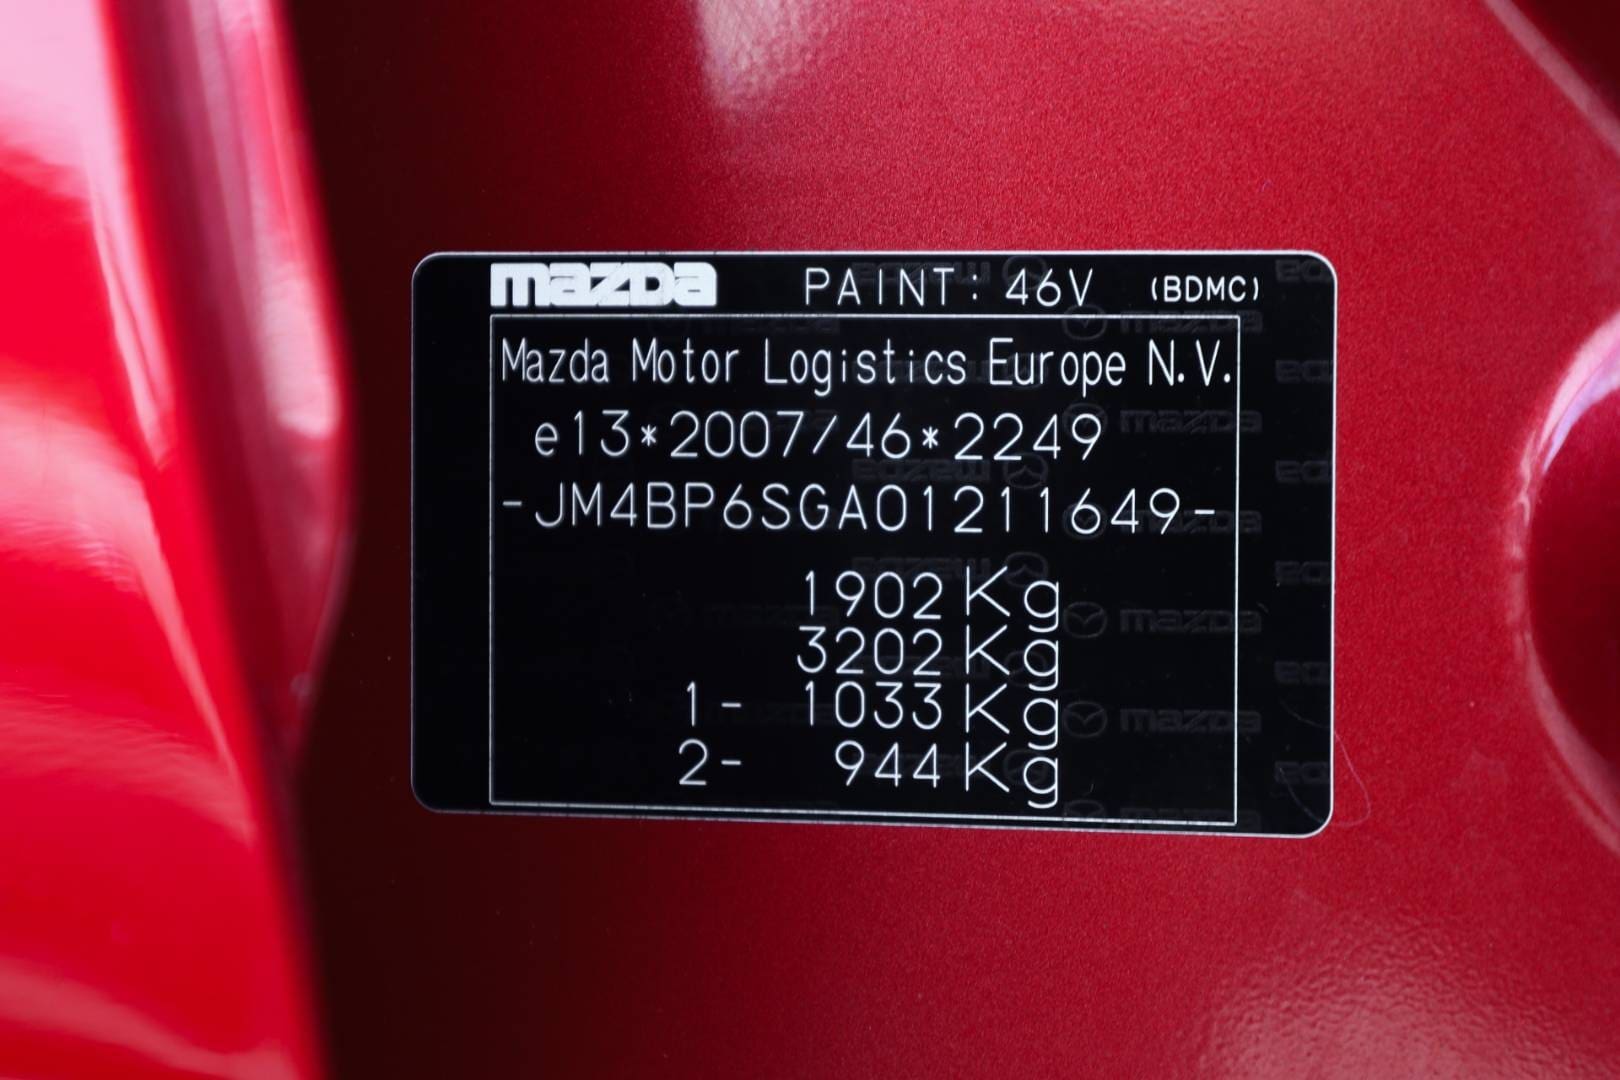 mazda PAINT: 46V (BDMC)
Mazda Motor Logistics Europe N.V.
e13*2007/46*2249
-JM4BP6SGA01211649-
1902 Kg
3202 Kg
1- 1033 Kg
2- 944 Kg